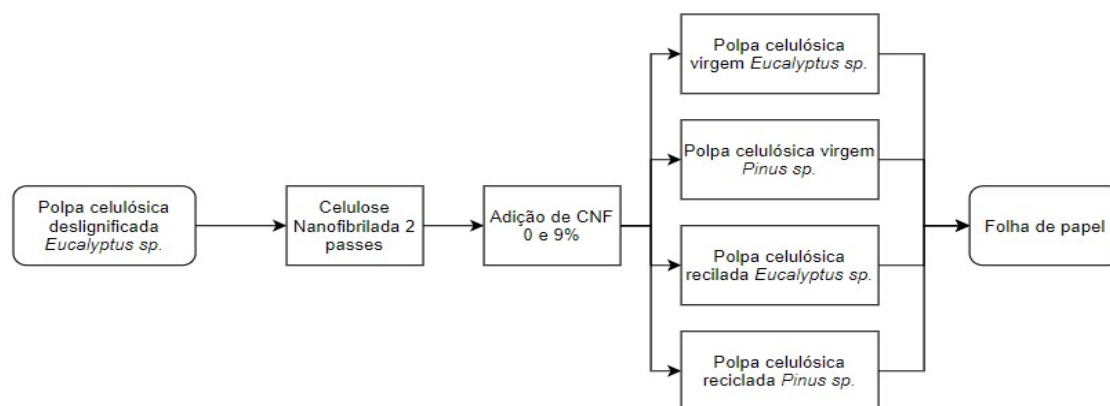 Polpa celulósica
deslignificada
Eucalyptus sp.
Celulose
Nanofibrilada 2
passes
Adição de CNF
0 e 9%
Polpa celulósica
virgem Eucalyptus sp.
Polpa celulósica virgem
Pinus sp.
Polpa celulósica
recilada Eucalyptus sp.
Polpa celulósica
reciclada Pinus sp.
Folha de papel